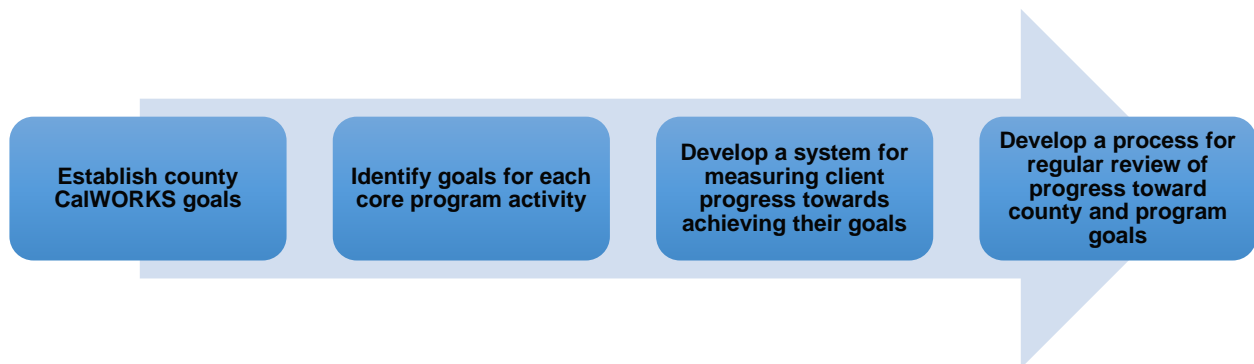 Establish county
CalWORKS goals
Identify goals for each
core program activity
Develop a system for
measuring client
progress towards
achieving their goals
Develop a process for
regular review of
progress toward
county and program
goals